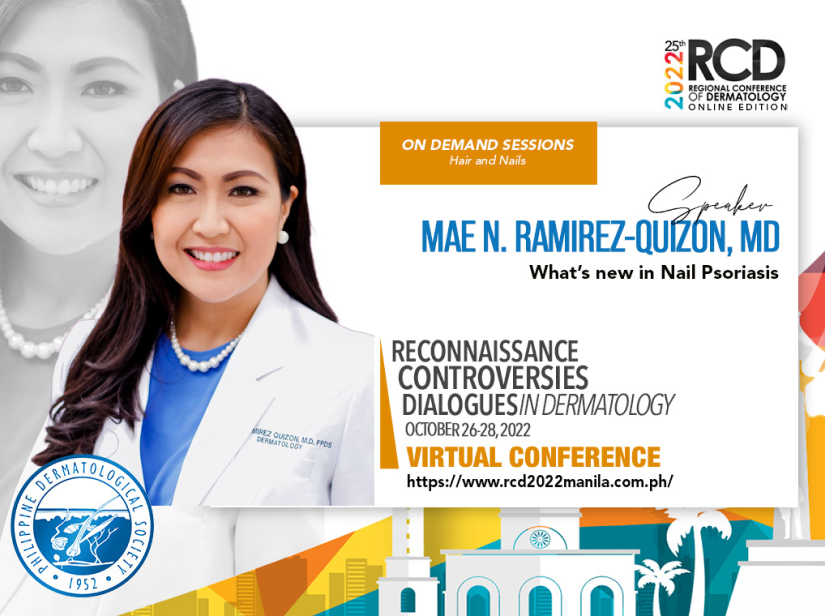 25th
2022
RCD
REGIONAL CONFERENCE
OF DERMATOLOGY
ONLINE EDITION
ON DEMAND SESSIONS
Hair and Nails
Speaker
MAE N. RAMIREZ-QUIZON, MD
What's new in Nail Psoriasis
RECONNAISSANCE
CONTROVERSIES
DIALOGUES IN DERMATOLOGY
OCTOBER 26-28, 2022
VIRTUAL CONFERENCE
https://www.rcd2022manila.com.ph/
MIREZ QUIZON, M.D, FPDS
DERMATOLOGY
PHILIPPINE DERMATOLOGICAL SOCIETY
• 1952 •